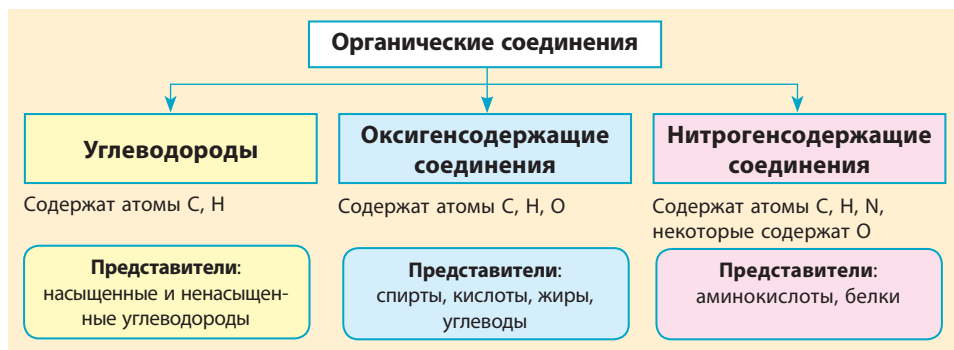 Органические соединения
Углеводороды
Содержат атомы C, H
Представители:
насыщенные и ненасыщен-
ные углеводороды
Оксигенсодержащие
соединения
Содержат атомы C, H, O
Представители:
спирты, кислоты, жиры,
углеводы
Нитрогенсодержащие
соединения
Содержат атомы C, H, N,
некоторые содержат O
Представители:
аминокислоты, белки